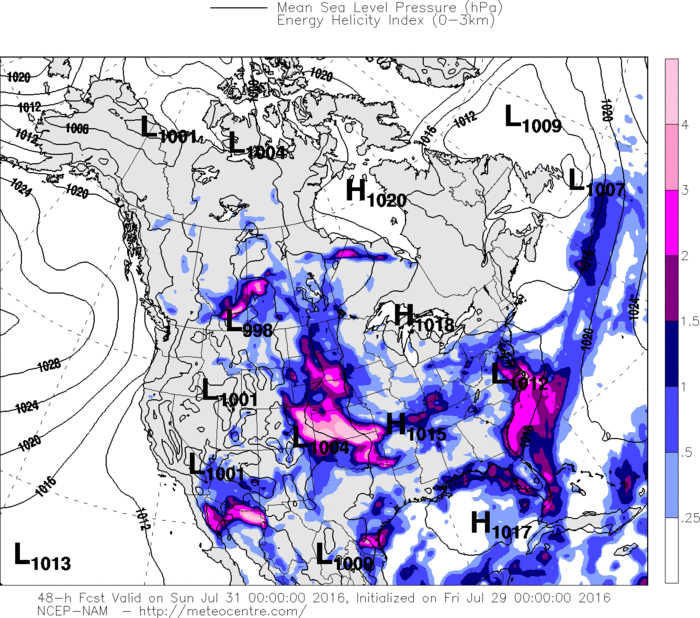 Mean Sea Level Pressure (hPa)
Energy Helicity Index (0-3km)
1020
1020
1012
1012
1008
L1001
L1004
1024
1020
1016
1012
L1009
1020
L1007
H1020
4
3
2
1.5
1
.5
.25
L998
H1018
1024
1020
1028
1024
1020
1016
1012
L1001
L1012
L1004
H1015
L1001
H1017
L1013
L1009
48-h Fcst Valid on Sun Jul 31 00:00:00 2016, Initialized on Fri Jul 29 00:00:00 2016
NCEP-NAM - http://meteocentre.com/